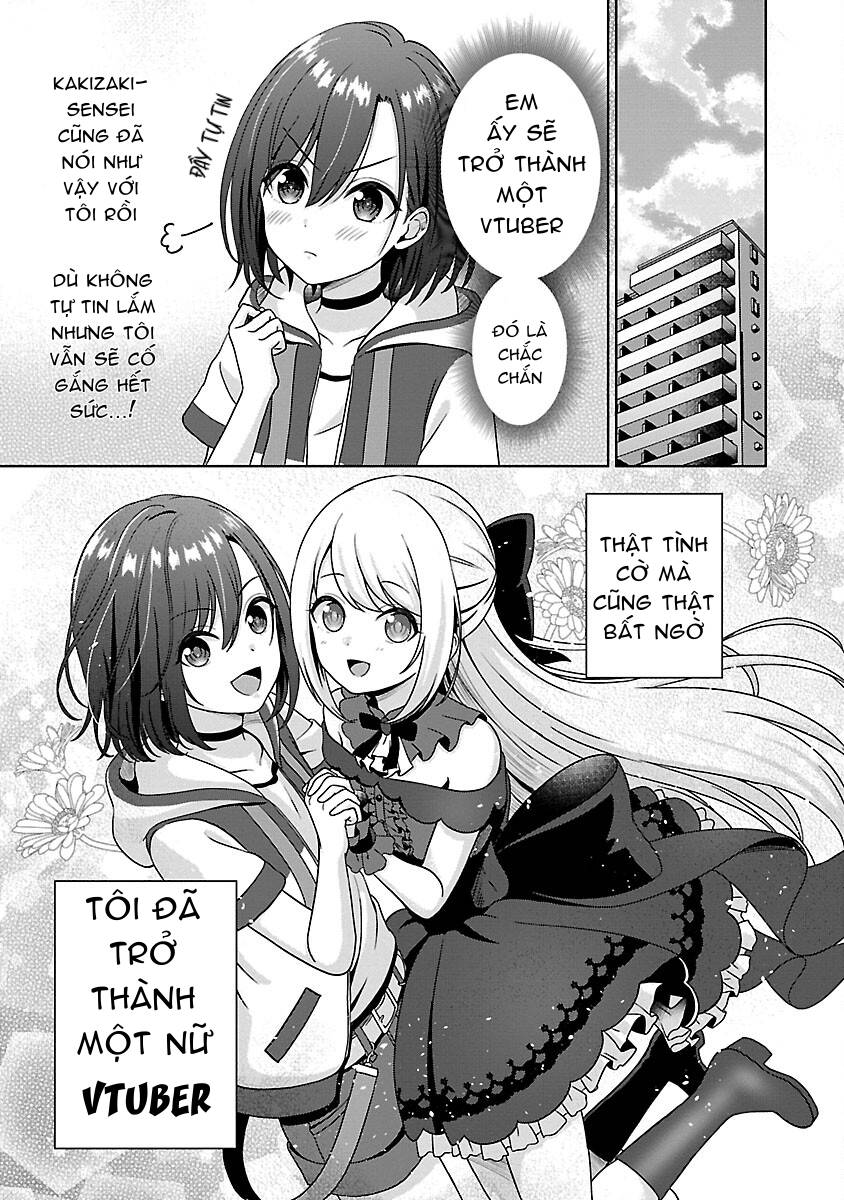 EM
ẤY SẼ
TRỞ THÀNH
MỘT
VTUBER
ĐÓ LÀ
CHẮC
CHẮN
ĐẦY TỰ TIN
KAKIZAKI-
SENSEI
CŨNG ĐÃ
NÓI NHƯ
VẬY VỚI
TÔI RỒI
DÙ KHÔNG
TỰ TIN LẮM
NHƯNG TÔI
VẪN SẼ CỐ
GẮNG HẾT
SỨC...!
THẬT TÌNH
CỜ MÀ
CŨNG THẬT
BẤT NGỜ
TÔI ĐÃ
TRỞ
THÀNH
MỘT NỮ
VTUBER